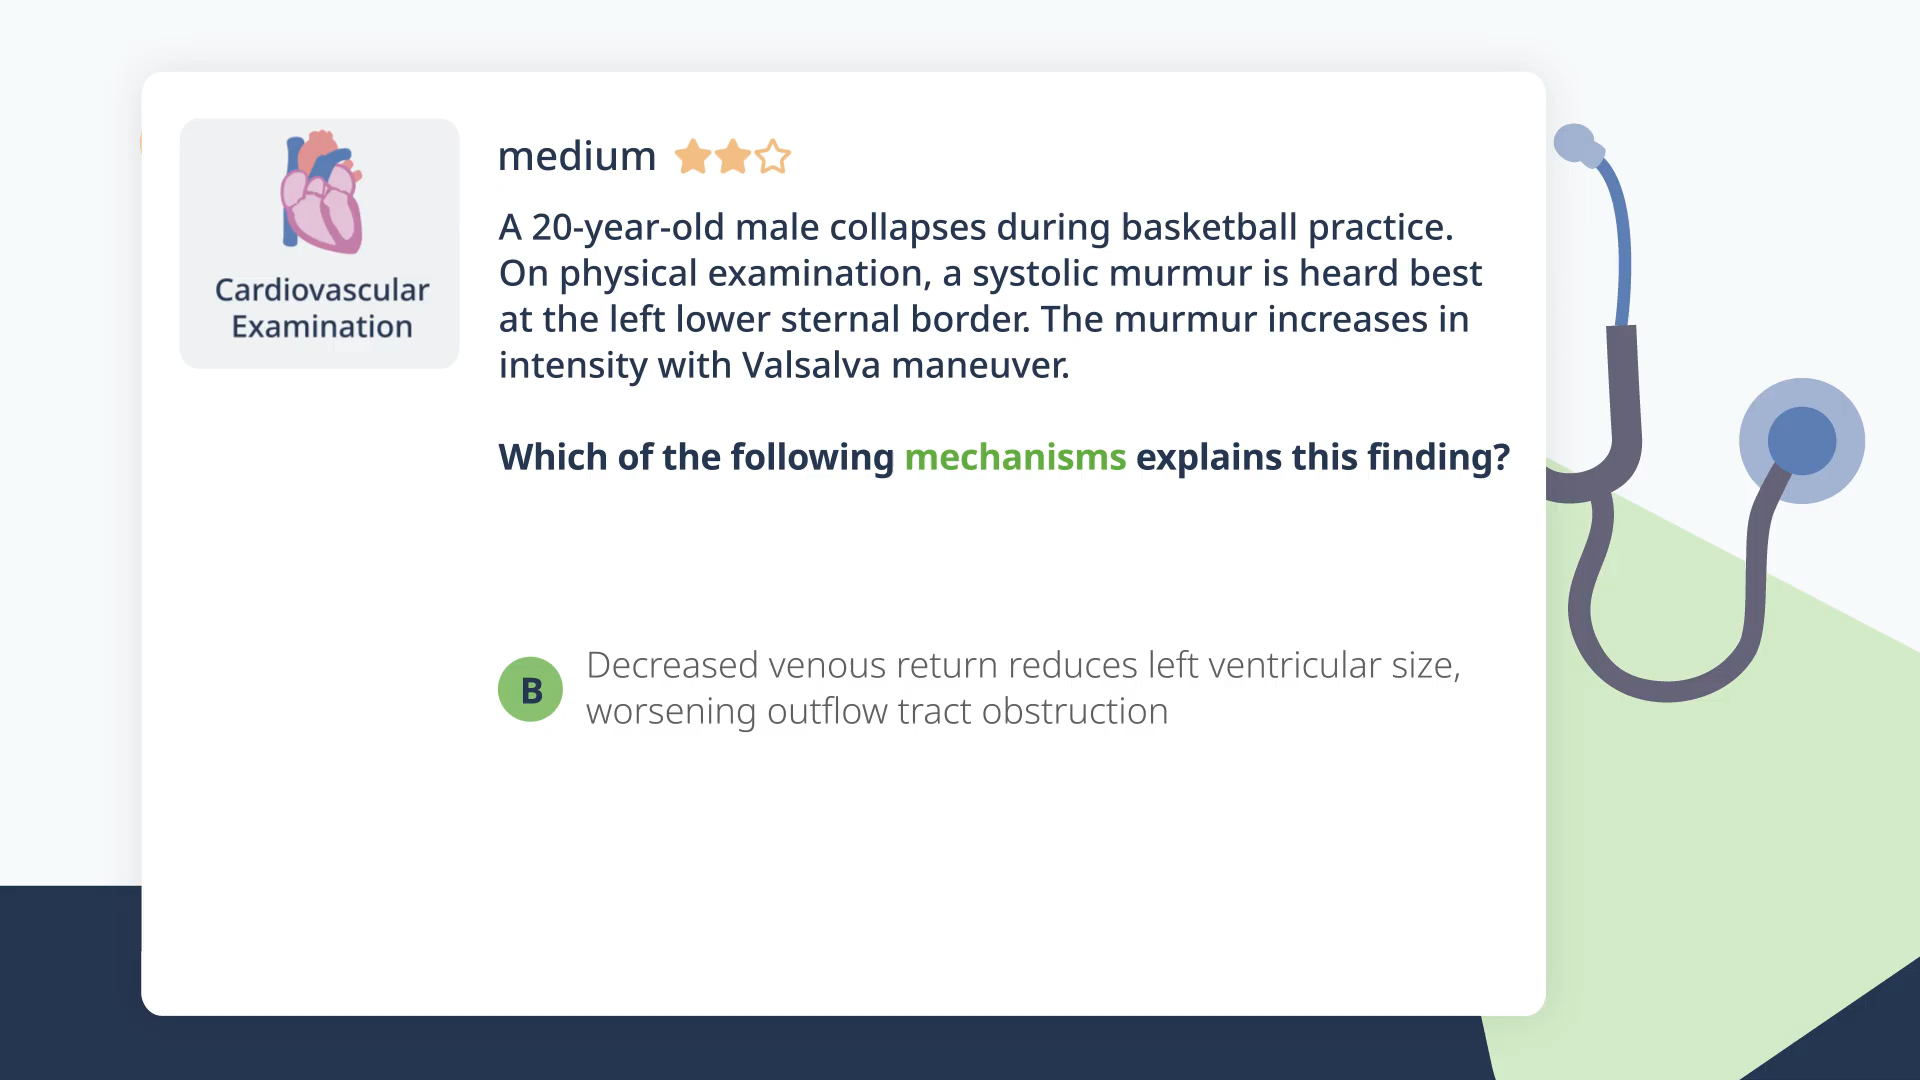 Cardiovascular
Examination
medium
A 20-year-old male collapses during basketball practice.
On physical examination, a systolic murmur is heard best
at the left lower sternal border. The murmur increases in
intensity with Valsalva maneuver.
Which of the following mechanisms explains this finding?
B
Decreased venous return reduces left ventricular size,
worsening outflow tract obstruction